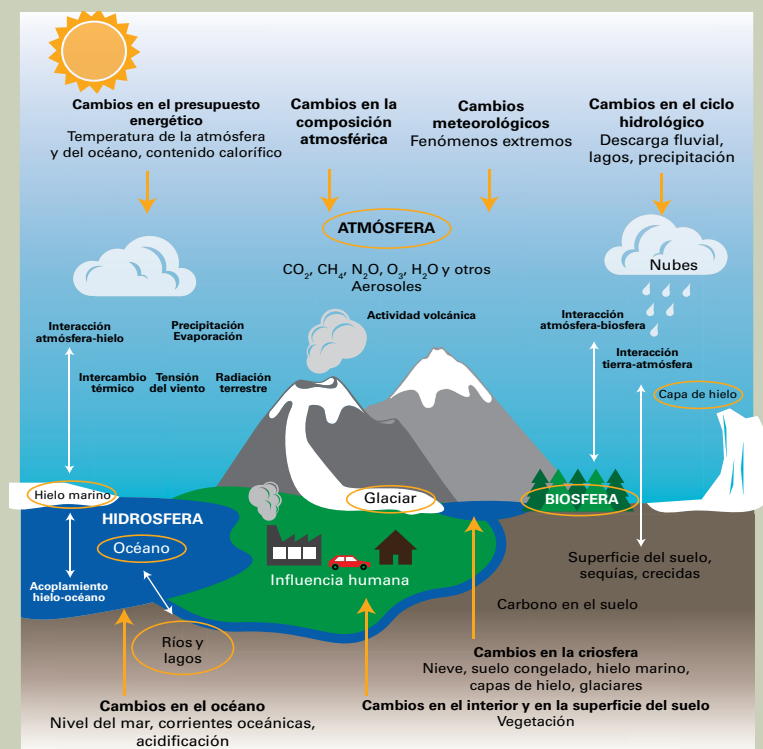 Cambios en el presupuesto
energético
Temperatura de la atmósfera
y del océano, contenido calorífico
Cambios en la
composición
atmosférica
Cambios
meteorológicos
Fenómenos extremos
Cambios en el ciclo
hidrológico
Descarga fluvial,
lagos, precipitación
ATMÓSFERA
CO₂, CH₄, N₂O, O₃, H₂O y otros
Aerosoles
Nubes
Actividad volcánica
Interacción
atmósfera-hielo
Precipitación
Evaporación
Interacción
atmósfera-biosfera
Interacción
tierra-atmósfera
Intercambio
térmico
Tensión
del viento
Radiación
terrestre
Capa de hielo
Hielo marino
Glaciar
BIOSFERA
HIDROSFERA
Océano
Influencia humana
Acoplamiento
hielo-océano
Superficie del suelo,
sequías, crecidas
Carbono en el suelo
Ríos y
lagos
Cambios en la criosfera
Nieve, suelo congelado, hielo marino,
capas de hielo, glaciares
Cambios en el océano
Nivel del mar, corrientes oceánicas,
acidificación
Cambios en el interior y en la superficie del suelo
Vegetación